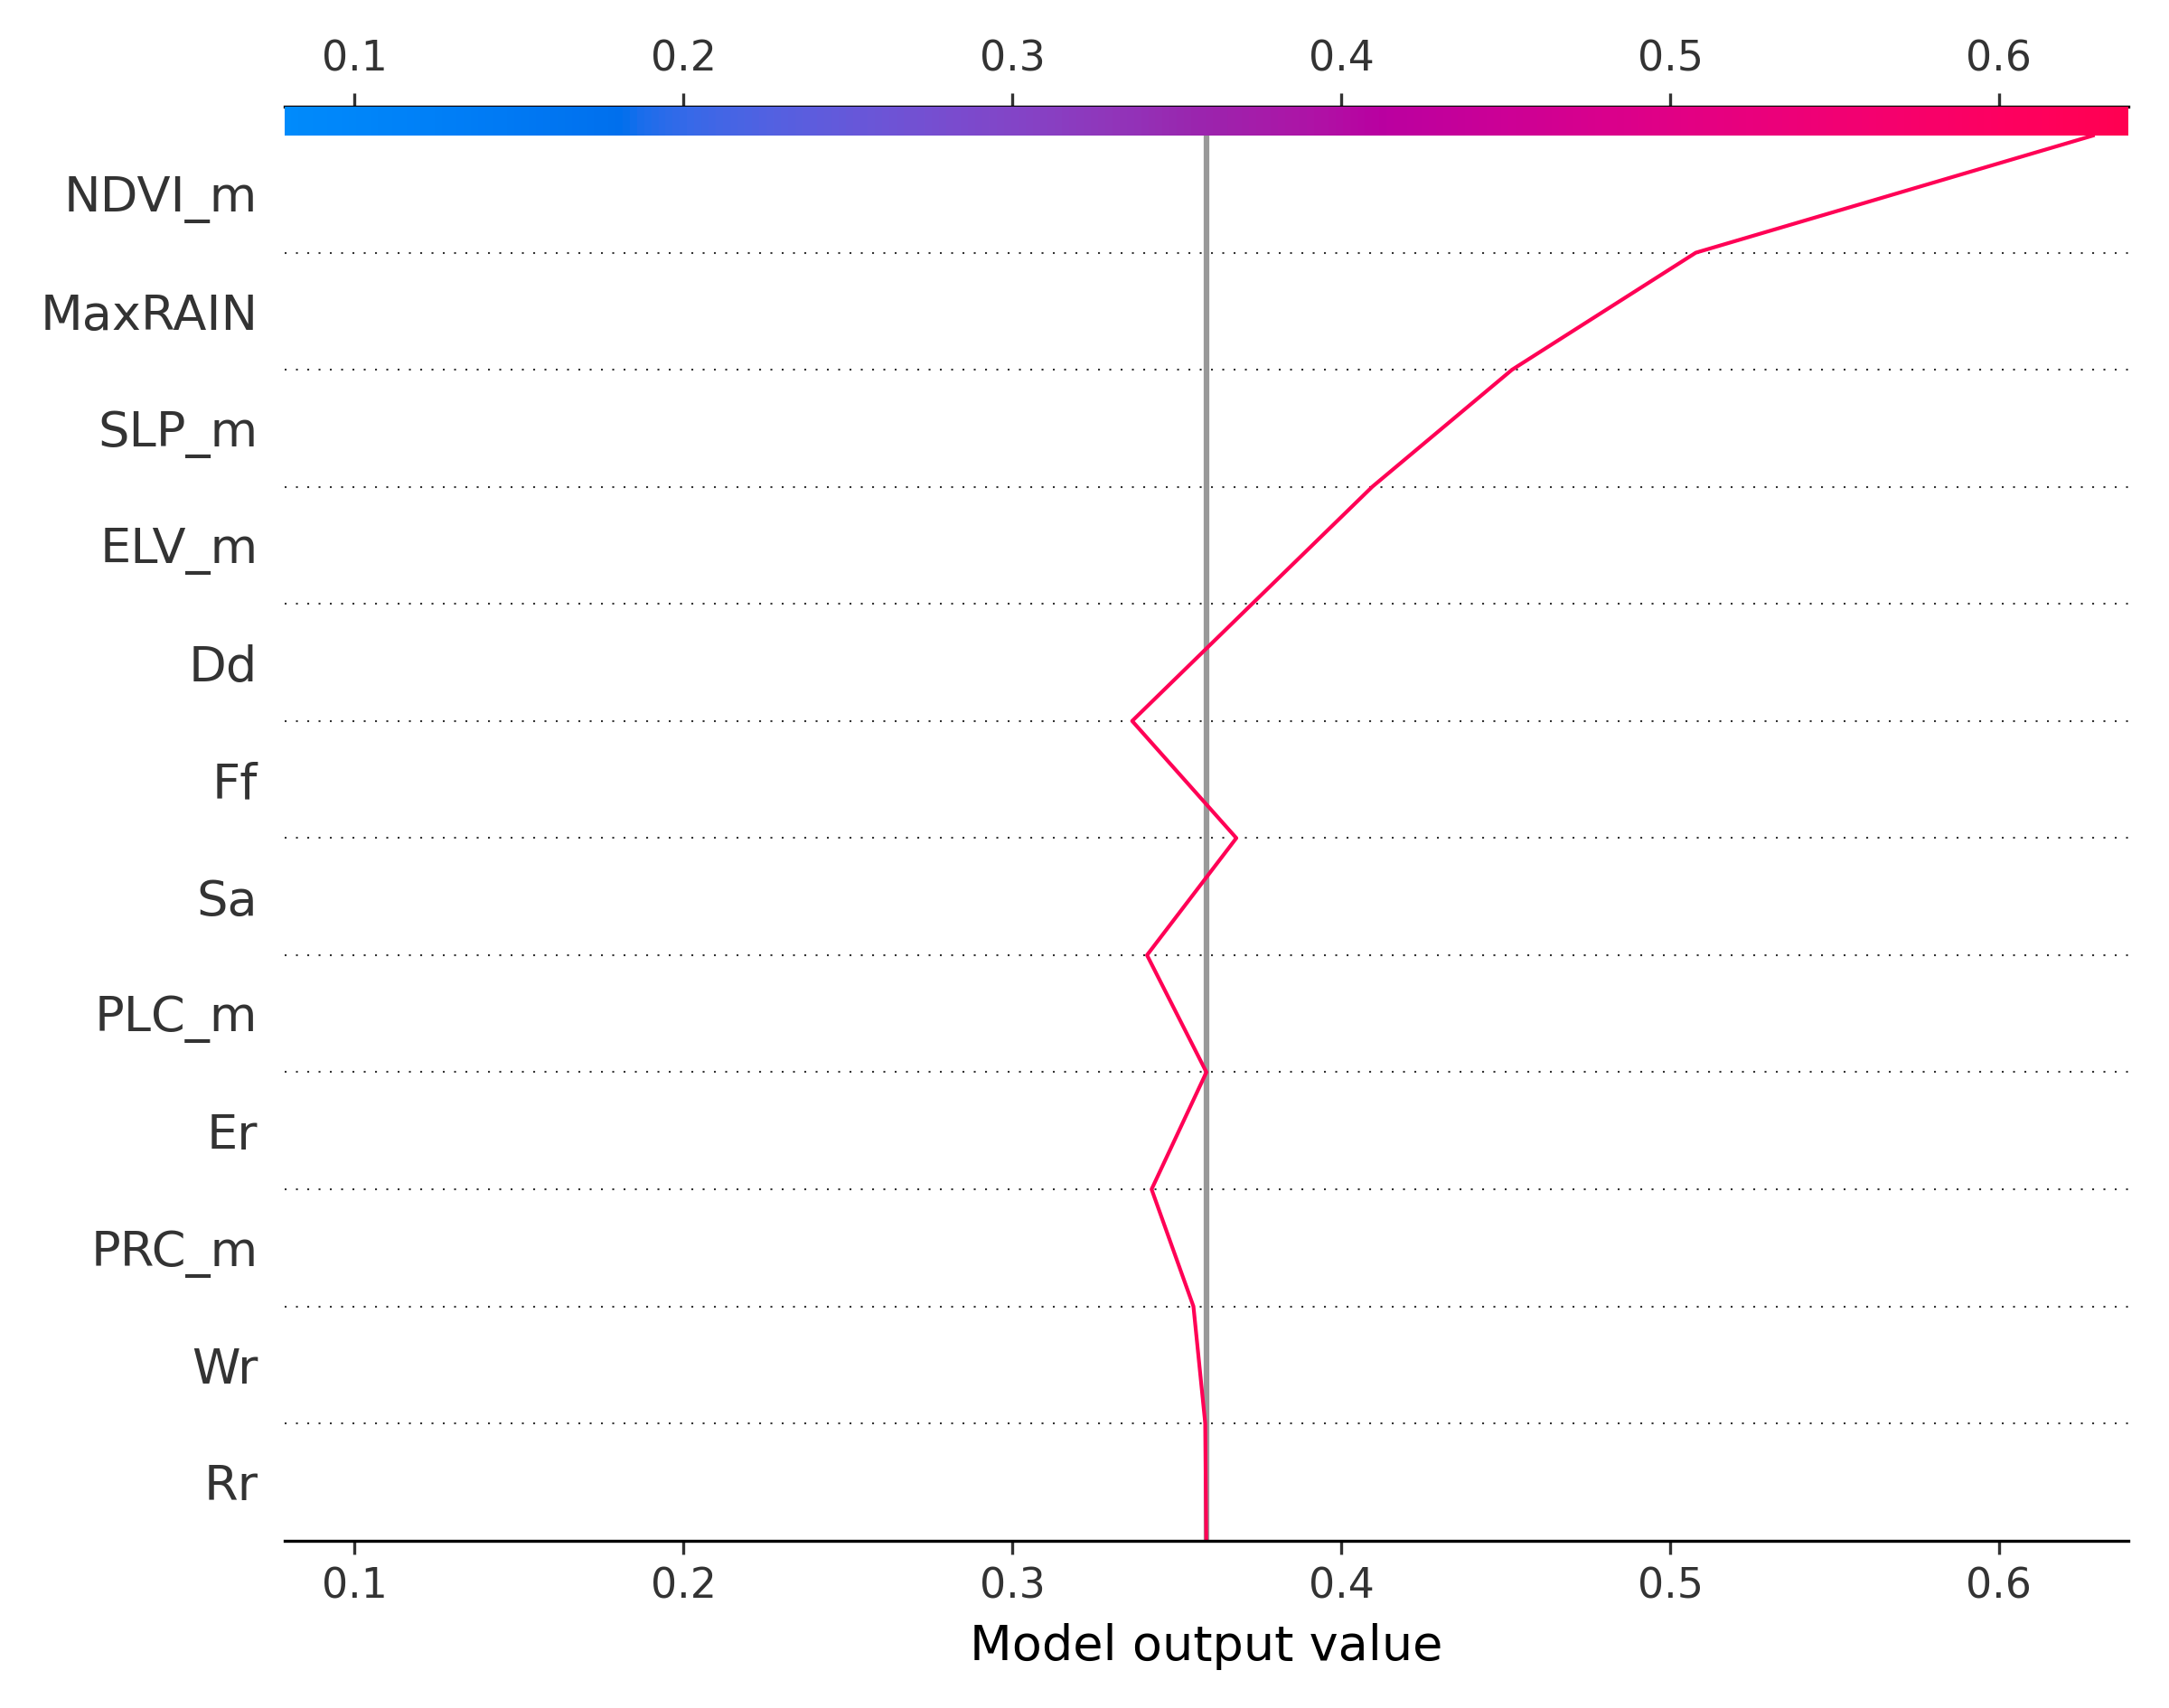 0.1 0.2 0.3 0.4 0.5 0.6
NDVI_m
MaxRAIN
SLP_m
ELV_m
Dd
Ff
Sa
PLC_m
Er
PRC_m
Wr
Rr
0.1 0.2 0.3 0.4 0.5 0.6
Model output value